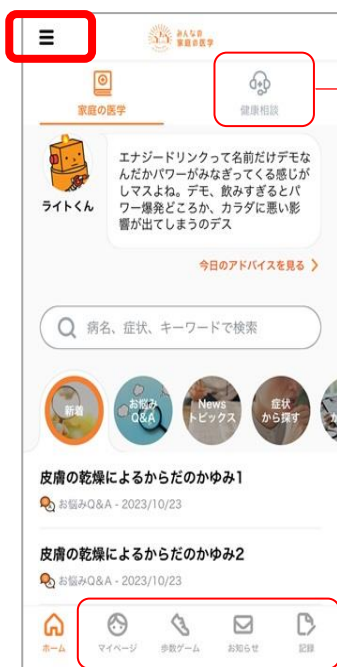 みんなの
家庭の医学
家庭の医学
健康相談
エナジードリンクって名前だけデモな
んだかパワーがみなぎってくる感じが
しマスよね。デモ、飲みすぎるとパ
ワー爆発どころか、カラダに悪い影
響が出てしまうのデス
ライトくん
今日のアドバイスを見る 〉
病名、症状、キーワードで検索
新着
お悩み
Q&A
News
トピックス
症状
から探す
皮膚の乾燥によるからだのかゆみ1
お悩みQ&A - 2023/10/23
皮膚の乾燥によるからだのかゆみ2
お悩みQ&A - 2023/10/23
ホーム
マイページ
歩数ゲーム
お知らせ
記録